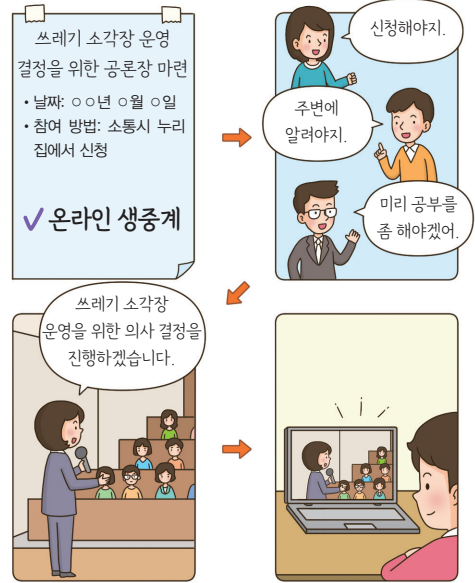 쓰레기 소각장 운영
결정을 위한 공론장 마련
• 날짜: ○○년 ○월 ○일
• 참여 방법: 소통시 누리
집에서 신청
✓ 온라인 생중계
신청해야지.
주변에
알려야지.
미리 공부를
좀 해야겠어.
쓰레기 소각장
운영을 위한 의사 결정을
진행하겠습니다.